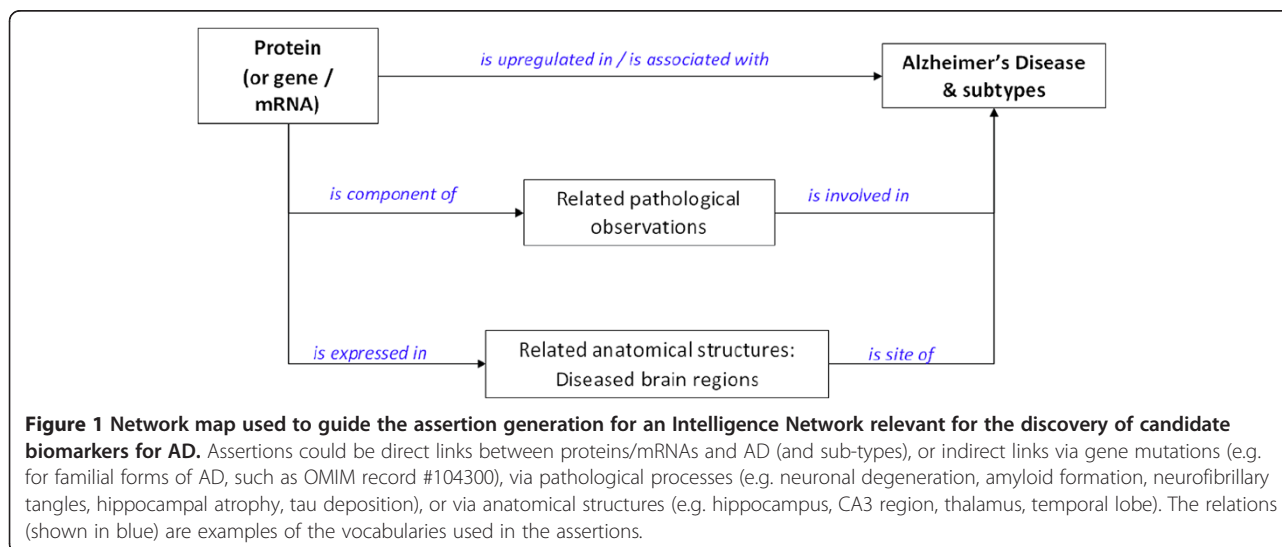 Protein
(or gene /
mRNA)
is upregulated in / is associated with
Alzheimer's Disease
& subtypes
is component of
Related pathological
observations
is involved in
is expressed in
Related anatomical structures:
Diseased brain regions
is site of
Figure 1 Network map used to guide the assertion generation for an Intelligence Network relevant for the discovery of candidate
biomarkers for AD. Assertions could be direct links between proteins/mRNAs and AD (and sub-types), or indirect links via gene mutations (e.g.
for familial forms of AD, such as OMIM record #104300), via pathological processes (e.g. neuronal degeneration, amyloid formation, neurofibrillary
tangles, hippocampal atrophy, tau deposition), or via anatomical structures (e.g. hippocampus, CA3 region, thalamus, temporal lobe). The relations
(shown in blue) are examples of the vocabularies used in the assertions.